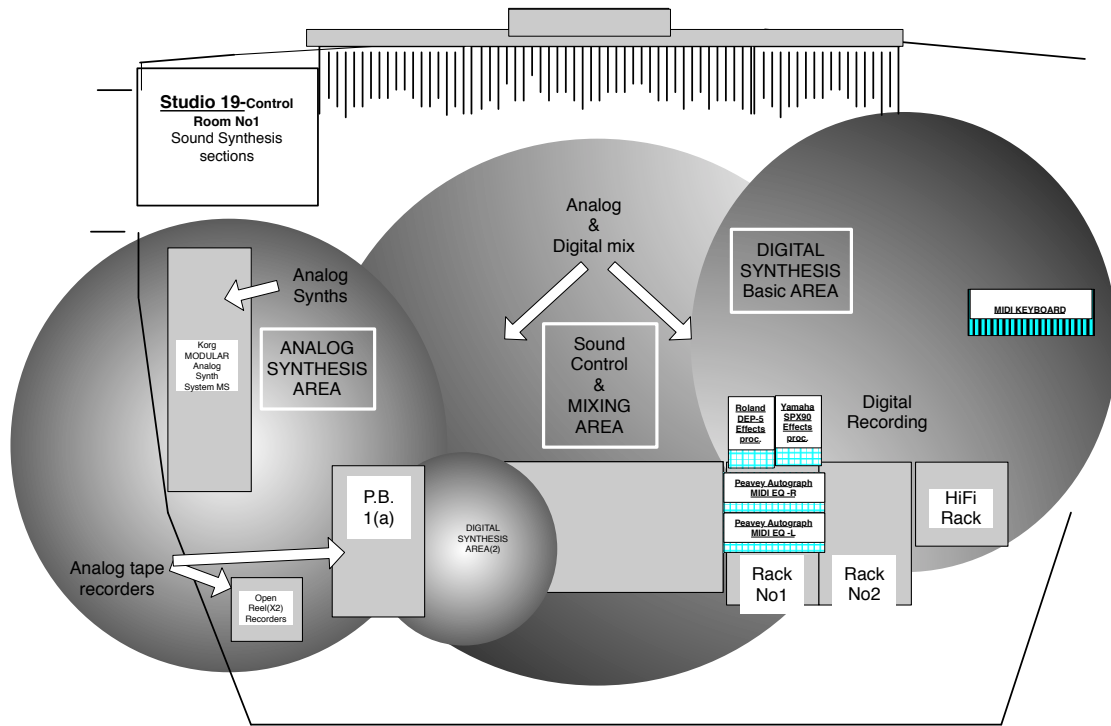 Studio 19-Control
Room No1
Sound Synthesis
sections
Analog
&
Digital mix
DIGITAL
SYNTHESIS
Basic AREA
MIDI KEYBOARD
Analog
Synths
Korg
MODULAR
Analog
Synth
System MS
ANALOG
SYNTHESIS
AREA
Sound
Control
&
MIXING
AREA
Roland
DEP-5
Effects
proc.
Yamaha
SPX90
Effects
proc.
Digital
Recording
Peavey Autograph
MIDI EQ -R
Peavey Autograph
MIDI EQ -L
P.B.
1(a)
DIGITAL
SYNTHESIS
AREA(2)
HiFi
Rack
Rack
No1
Rack
No2
Analog tape
recorders
Open
Reel(X2)
Recorders